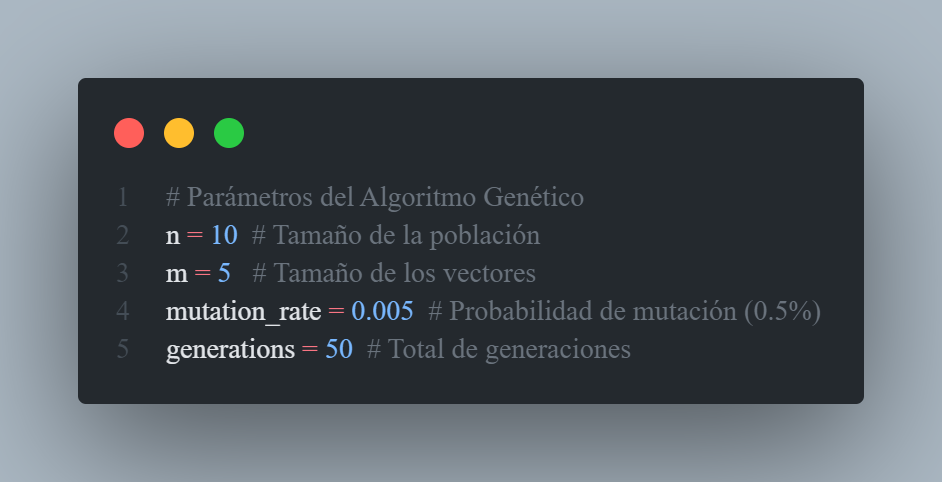 1 # Parámetros del Algoritmo Genético
2 n = 10 # Tamaño de la población
3 m = 5 # Tamaño de los vectores
4 mutation_rate = 0.005 # Probabilidad de mutación (0.5%)
5 generations = 50 # Total de generaciones